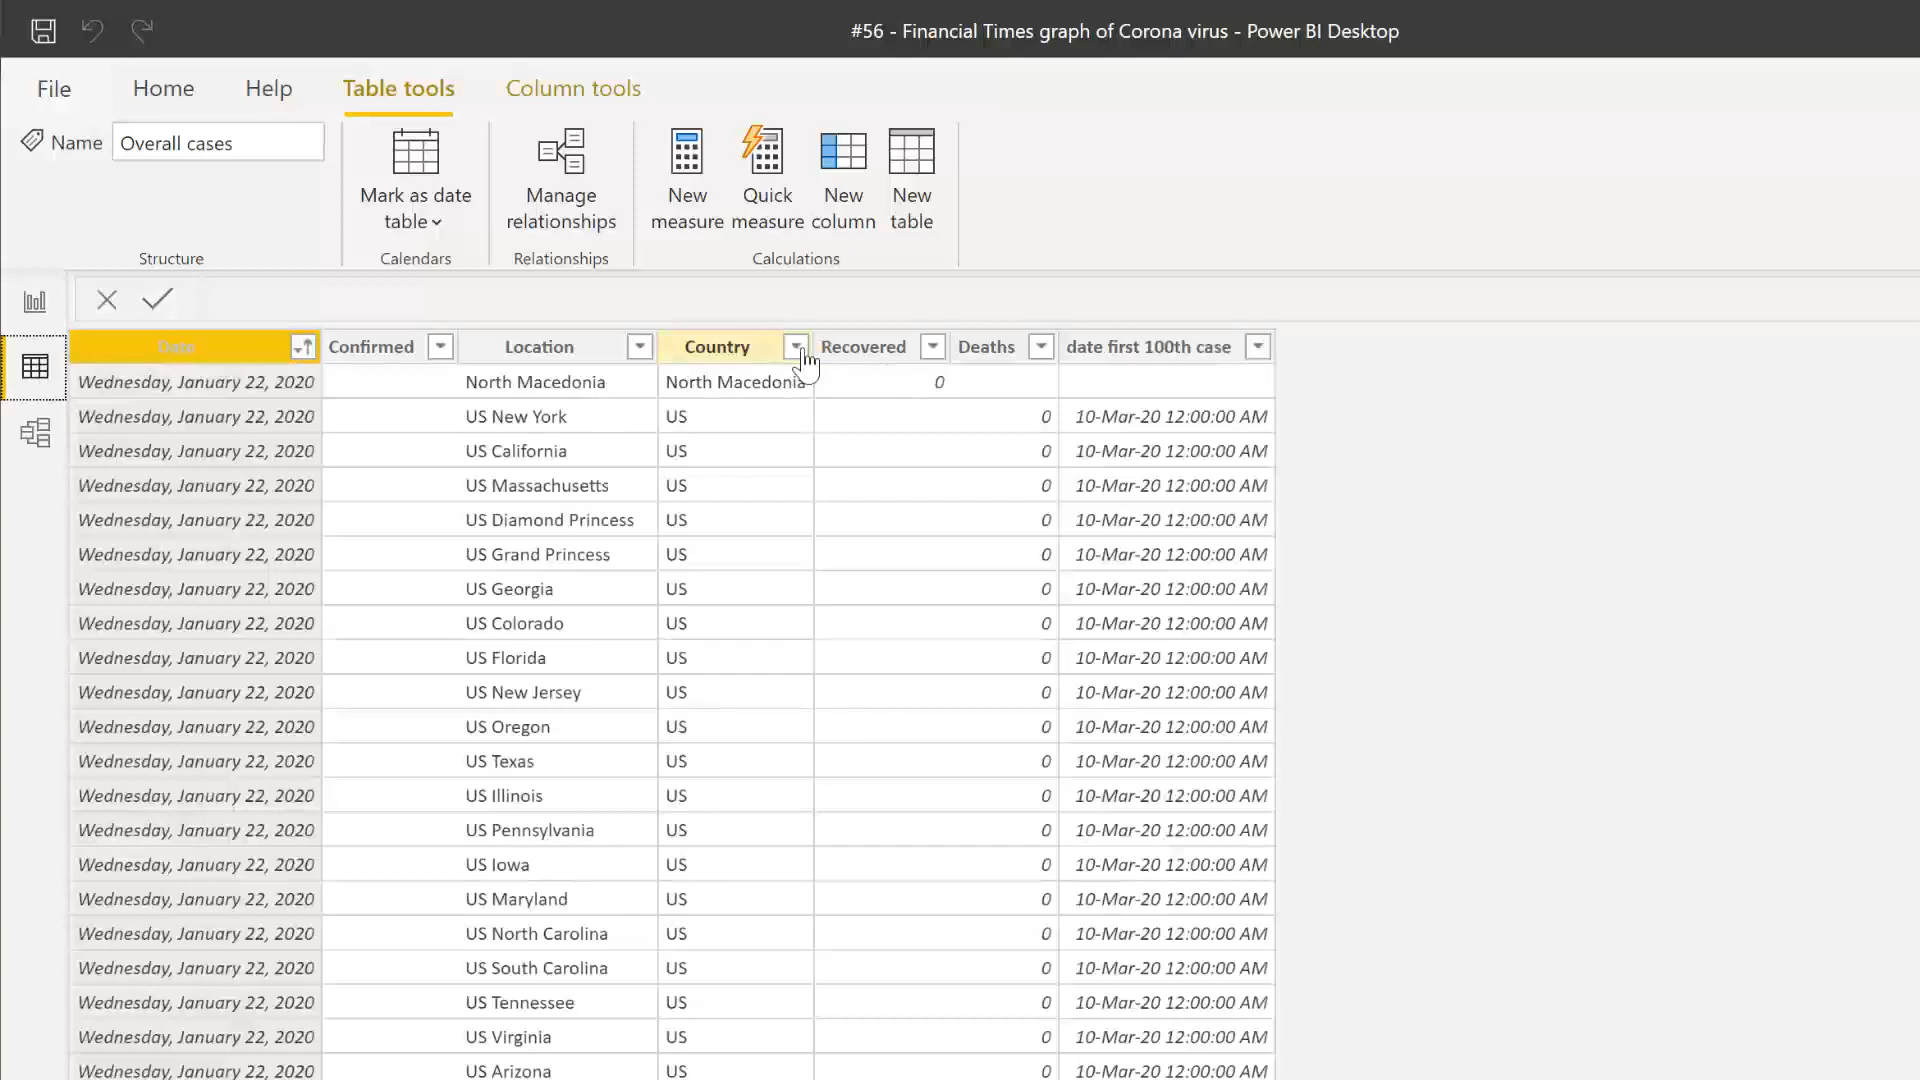 #56 - Financial Times graph of Corona virus - Power BI Desktop
File Home Help Table tools Column tools
Name Overall cases
Mark as date table
Manage relationships
New measure
Quick measure
New column
New table
Structure Calendars Relationships Calculations
Date Confirmed Location Country Recovered Deaths date first 100th case
Wednesday, January 22, 2020 North Macedonia North Macedonia 0
Wednesday, January 22, 2020 US New York US 0 10-Mar-20 12:00:00 AM
Wednesday, January 22, 2020 US California US 0 10-Mar-20 12:00:00 AM
Wednesday, January 22, 2020 US Massachusetts US 0 10-Mar-20 12:00:00 AM
Wednesday, January 22, 2020 US Diamond Princess US 0 10-Mar-20 12:00:00 AM
Wednesday, January 22, 2020 US Grand Princess US 0 10-Mar-20 12:00:00 AM
Wednesday, January 22, 2020 US Georgia US 0 10-Mar-20 12:00:00 AM
Wednesday, January 22, 2020 US Colorado US 0 10-Mar-20 12:00:00 AM
Wednesday, January 22, 2020 US Florida US 0 10-Mar-20 12:00:00 AM
Wednesday, January 22, 2020 US New Jersey US 0 10-Mar-20 12:00:00 AM
Wednesday, January 22, 2020 US Oregon US 0 10-Mar-20 12:00:00 AM
Wednesday, January 22, 2020 US Texas US 0 10-Mar-20 12:00:00 AM
Wednesday, January 22, 2020 US Illinois US 0 10-Mar-20 12:00:00 AM
Wednesday, January 22, 2020 US Pennsylvania US 0 10-Mar-20 12:00:00 AM
Wednesday, January 22, 2020 US Iowa US 0 10-Mar-20 12:00:00 AM
Wednesday, January 22, 2020 US Maryland US 0 10-Mar-20 12:00:00 AM
Wednesday, January 22, 2020 US North Carolina US 0 10-Mar-20 12:00:00 AM
Wednesday, January 22, 2020 US South Carolina US 0 10-Mar-20 12:00:00 AM
Wednesday, January 22, 2020 US Tennessee US 0 10-Mar-20 12:00:00 AM
Wednesday, January 22, 2020 US Virginia US 0 10-Mar-20 12:00:00 AM
Wednesday, January 22, 2020 US Arizona US 0 10-Mar-20 12:00:00 AM